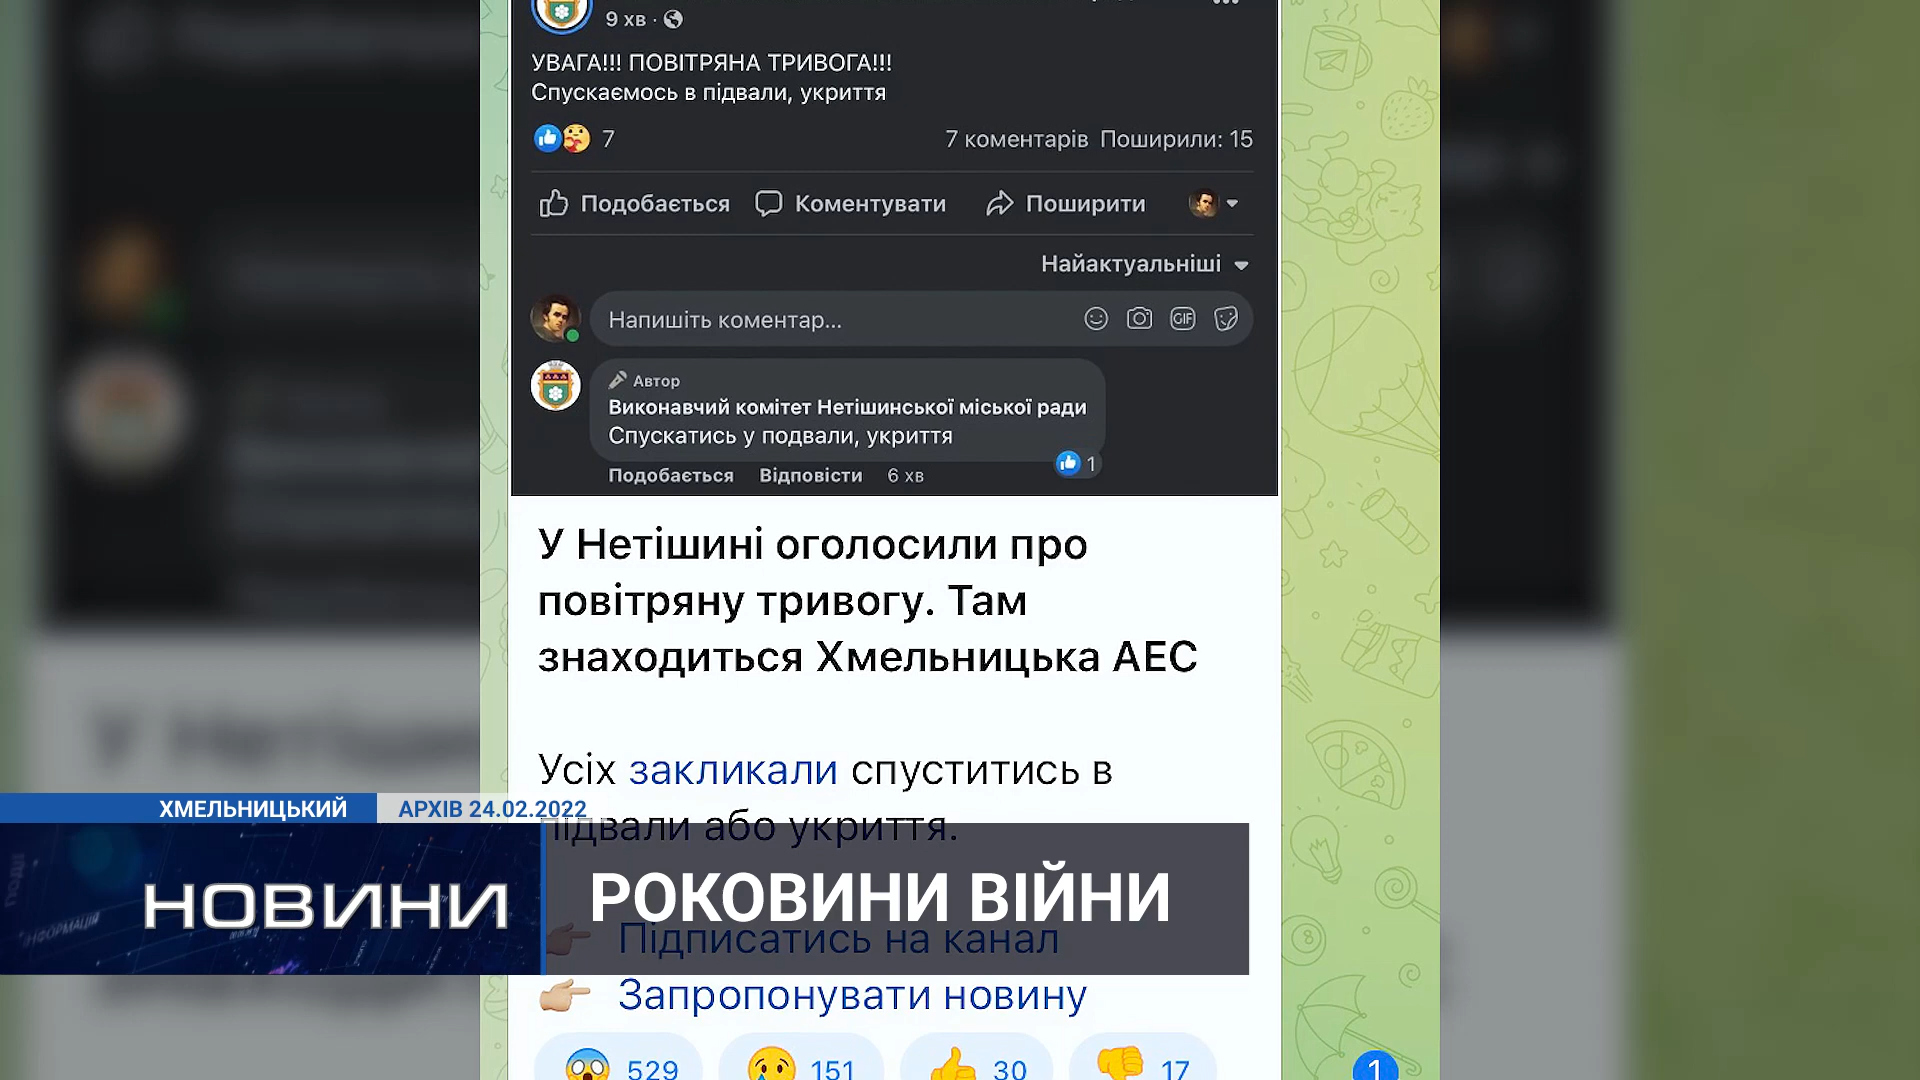 9 хв ·
УВАГА!!! ПОВІТРЯНА ТРИВОГА!!!
Спускаємось в підвали, укриття
7
7 коментарів Поширили: 15
Подобається Коментувати Поширити
Найактуальніші
Напишіть коментар...
GIF
Автор
Виконавчий комітет Нетішинської міської ради
Спускатись у подвали, укриття
1
Подобається Відповісти 6 хв
У Нетішині оголосили про
повітряну тривогу. Там
знаходиться Хмельницька АЕС
Усіх закликали спуститись в
підвали або укриття.
ХМЕЛЬНИЦЬКИЙ АРХІВ 24.02.2022
НОВИНИ
РОКОВИНИ ВІЙНИ
Підписатись на канал
Запропонувати новину
529 151 30 17
1